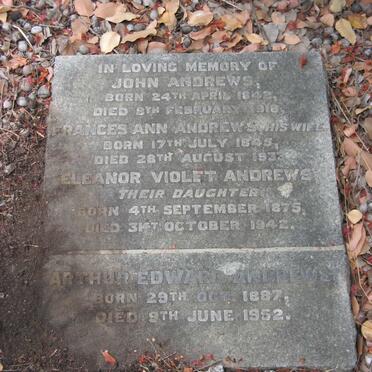 IN LOVING MEMORY OF
JOHN ANDREWS,
BORN 24TH APRIL
DIED 8TH FEBRUARY 1916.
FRANCES ANN ANDREWS, HIS WIFE,
BORN 17TH JULY 1845,
DIED 28TH AUGUST
ELEANOR VIOLET ANDREWS
THEIR DAUGHTER
BORN 4TH SEPTEMBER 1875,
DIED 31ST OCTOBER 1942.
ARTHUR EDWARD ANDREWS
BORN 29TH OCT. 1887,
DIED 9TH JUNE 1952.